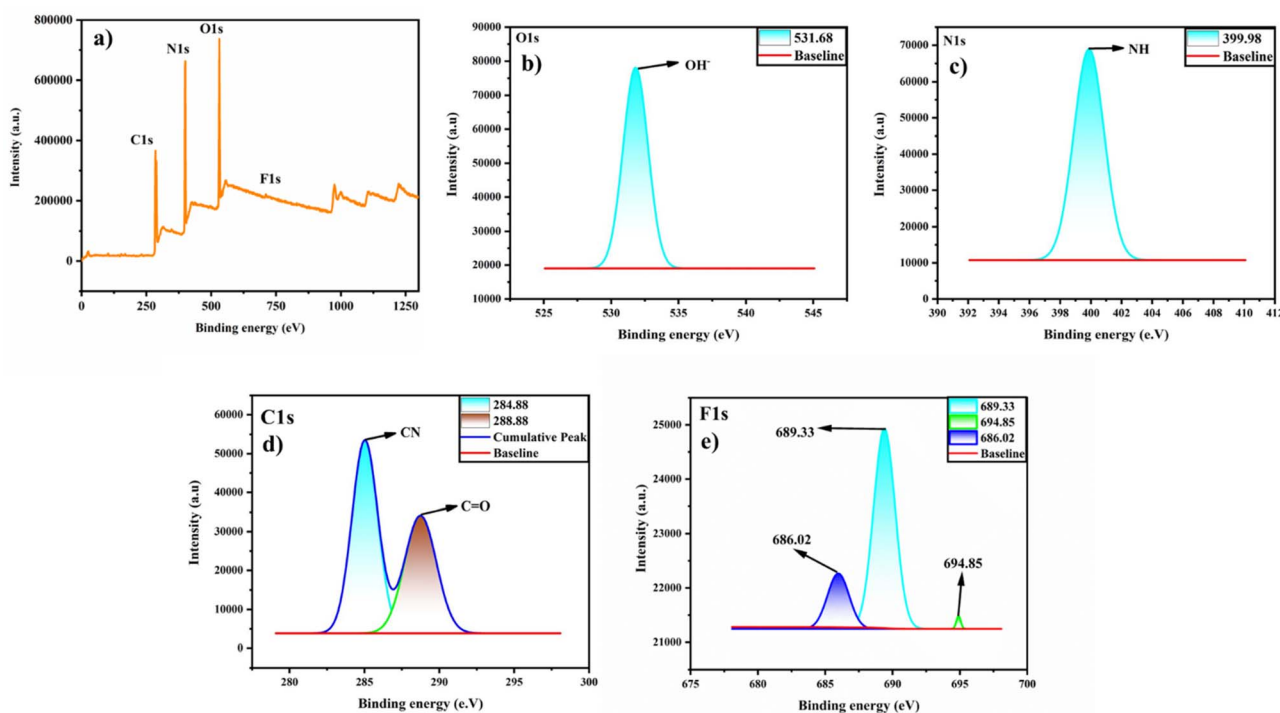 a)
800000
600000
400000
200000
0
Intensity (a.u.)
C1s
N1s
O1s
F1s
0 250 500 750 1000 1250
Binding energy (eV)
O1s
b)
531.68
Baseline
OH-
90000
80000
70000
60000
50000
40000
30000
20000
10000
Intensity (a.u)
525 530 535 540 545
Binding energy (eV)
N1s
c)
399.98
Baseline
NH
70000
60000
50000
40000
30000
20000
10000
0
Intensity (a.u)
390 392 394 396 398 400 402 404 406 408 410 412
Binding energy (e.V)
C1s
d)
284.88
288.88
Cumulative Peak
Baseline
CN
C=O
60000
50000
40000
30000
20000
10000
0
Intensity (a.u)
280 285 290 295 300
Binding energy (e.V)
F1s
e)
689.33
694.85
686.02
Baseline
689.33
686.02
694.85
25000
24000
23000
22000
21000
Intensity (a.u.)
675 680 685 690 695 700
Binding energy (eV)